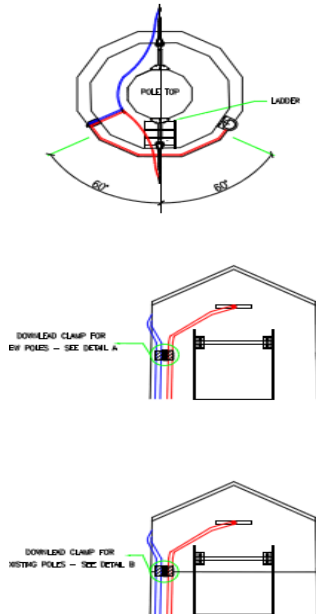 POLE TOP
LADDER
60°
60°
DOWNLEAD CLAMP FOR
EW POLES - SEE DETAIL A
DOWNLEAD CLAMP FOR
XISTING POLES - SEE DETAIL B